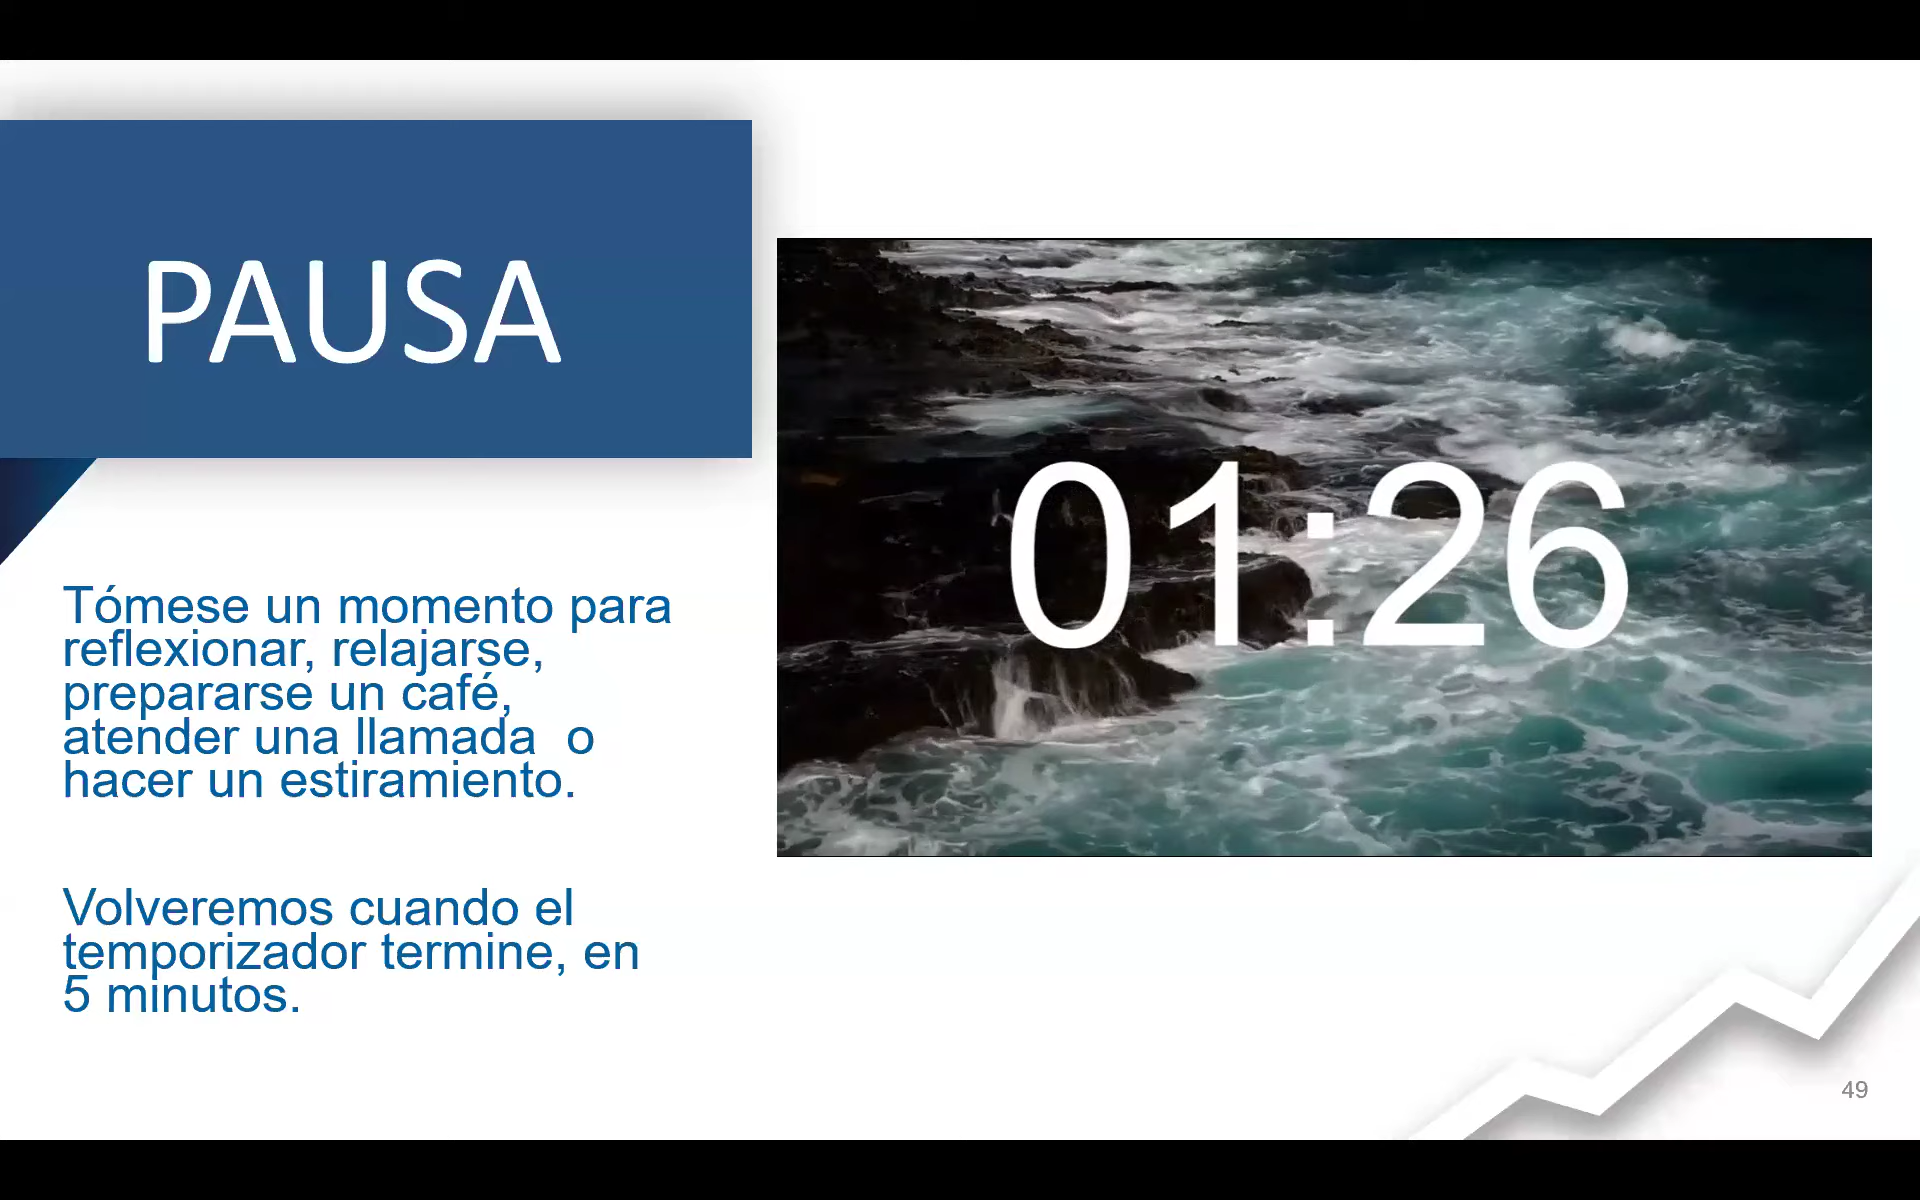 PAUSA
Tómese un momento para
reflexionar, relajarse,
prepararse un café,
atender una llamada  o
hacer un estiramiento.
Volveremos cuando el
temporizador termine, en
5 minutos.
01:26
49